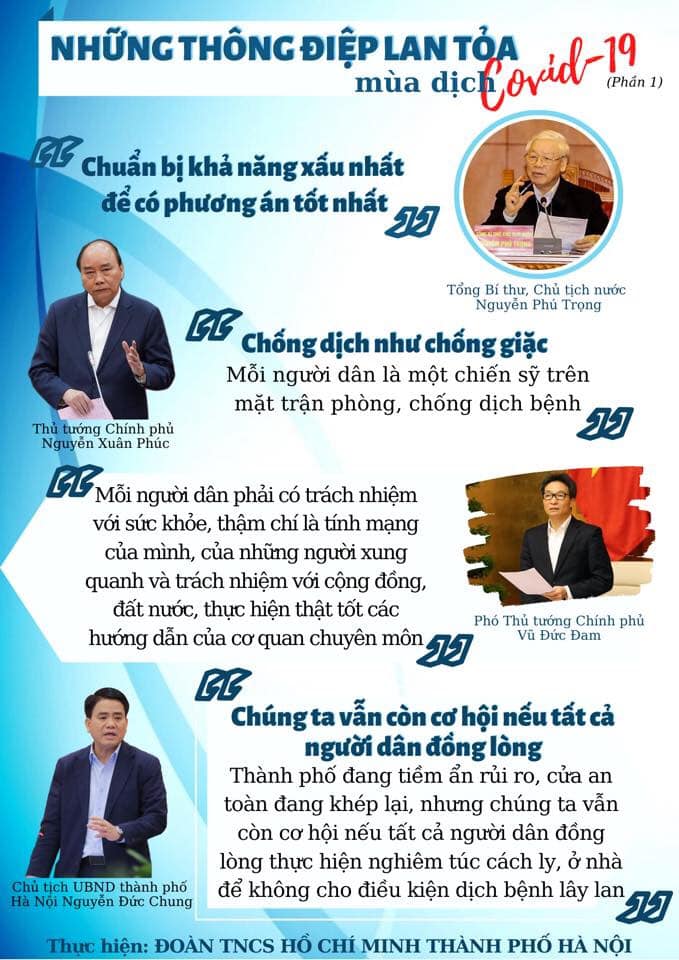 NHỮNG THÔNG ĐIỆP LAN TỎA
mùa dịch Covid-19
(Phần 1)
Chuẩn bị khả năng xấu nhất
để có phương án tốt nhất
Tổng Bí thư, Chủ tịch nước
Nguyễn Phú Trọng
Chống dịch như chống giặc
Mỗi người dân là một chiến sỹ trên
mặt trận phòng, chống dịch bệnh
Thủ tướng Chính phủ
Nguyễn Xuân Phúc
Mỗi người dân phải có trách nhiệm
với sức khỏe, thậm chí là tính mạng
của mình, của những người xung
quanh và trách nhiệm với cộng đồng,
đất nước, thực hiện thật tốt các
hướng dẫn của cơ quan chuyên môn
Phó Thủ tướng Chính phủ
Vũ Đức Đam
Chúng ta vẫn còn cơ hội nếu tất cả
người dân đồng lòng
Thành phố đang tiềm ẩn rủi ro, cửa an
toàn đang khép lại, nhưng chúng ta vẫn
còn cơ hội nếu tất cả người dân đồng
lòng thực hiện nghiêm túc cách ly, ở nhà
để không cho điều kiện dịch bệnh lây lan
Chủ tịch UBND thành phố
Hà Nội Nguyễn Đức Chung
Thực hiện: ĐOÀN TNCS HỒ CHÍ MINH THÀNH PHỐ HÀ NỘI